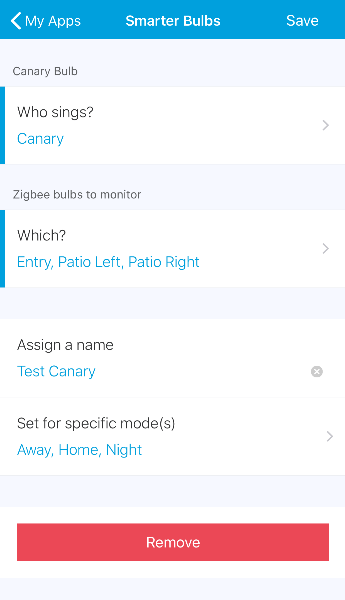 My Apps Smarter Bulbs Save
Canary Bulb
Who sings?
Canary
Zigbee bulbs to monitor
Which?
Entry, Patio Left, Patio Right
Assign a name
Test Canary
Set for specific mode(s)
Away, Home, Night
Remove